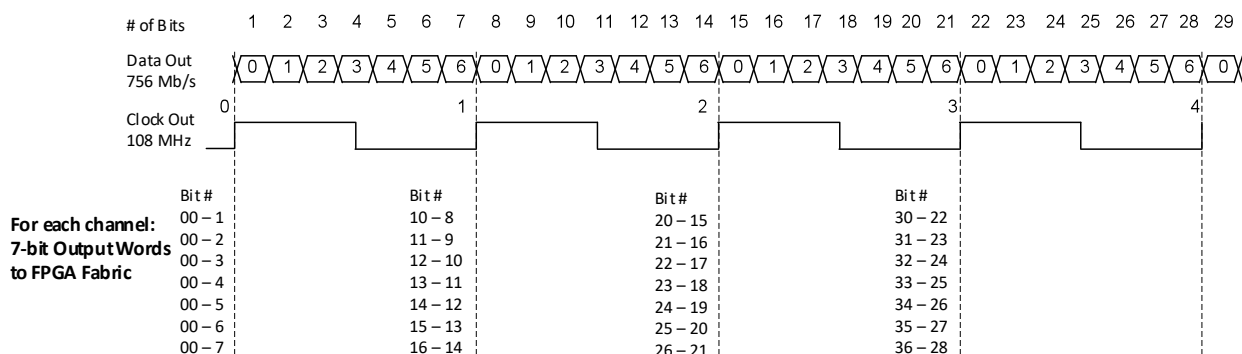 # of Bits 1 2 3 4 5 6 7 8 9 10 11 12 13 14 15 16 17 18 19 20 21 22 23 24 25 26 27 28 29
Data Out 0 1 2 3 4 5 6 0 1 2 3 4 5 6 0 1 2 3 4 5 6 0 1 2 3 4 5 6 0
756 Mb/s
0 1 2 3 4
Clock Out
108 MHz
Bit # Bit # Bit # Bit #
For each channel: 00 – 1 10 – 8 20 – 15 30 – 22
7-bit Output Words 00 – 2 11 – 9 21 – 16 31 – 23
to FPGA Fabric 00 – 3 12 – 10 22 – 17 32 – 24
00 – 4 13 – 11 23 – 18 33 – 25
00 – 5 14 – 12 24 – 19 34 – 26
00 – 6 15 – 13 25 – 20 35 – 27
00 – 7 16 – 14 26 – 21 36 – 28